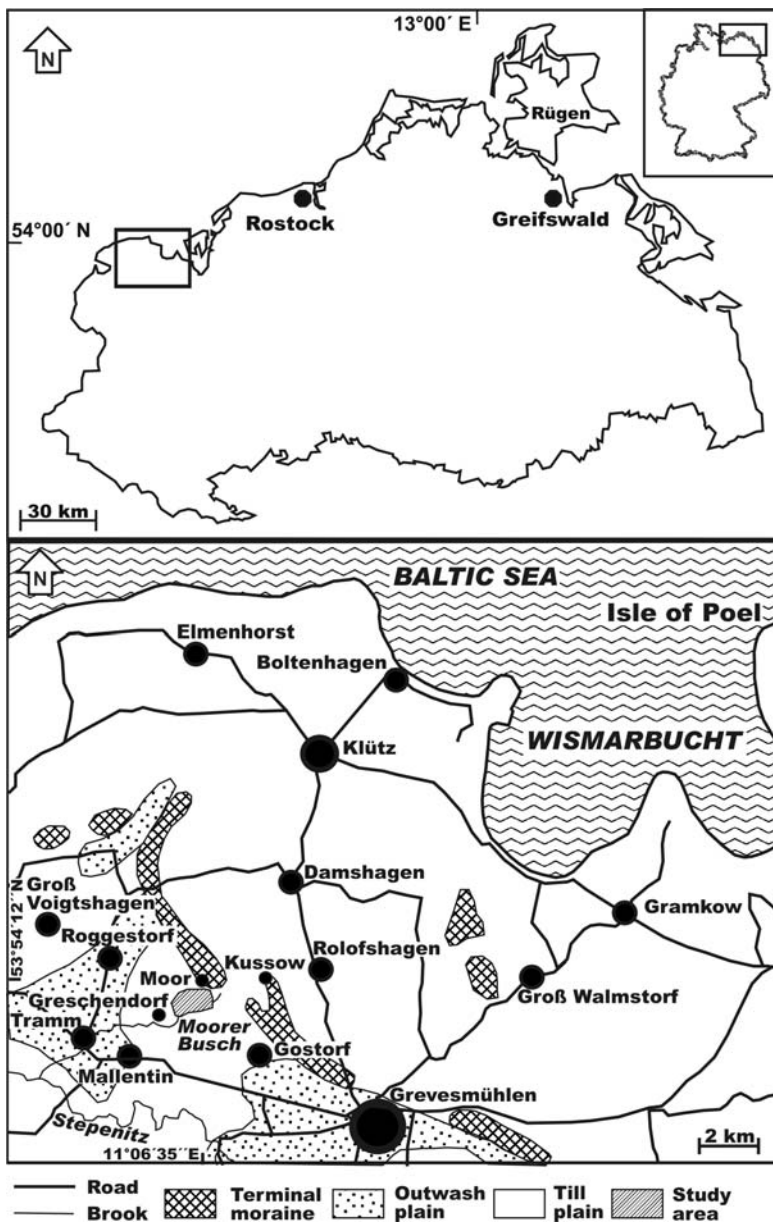 13°00´ E
N
Rügen
54°00´ N
Rostock
Greifswald
30 km
N
BALTIC SEA
Isle of Poel
Elmenhorst
Boltenhagen
Klütz
WISMARBUCHT
Damshagen
53°54´12´´N
Groß
Voigtshagen
Gramkow
Roggestorf
Rolofshagen
Kussow
Moor
Groß Walmstorf
Greschendorf
Tramm
Moorer
Busch
Gostorf
Mallentin
Grevesmühlen
Stepenitz
11°06´35´´E
2 km
Road
Brook
Terminal
moraine
Outwash
plain
Till
plain
Study
area